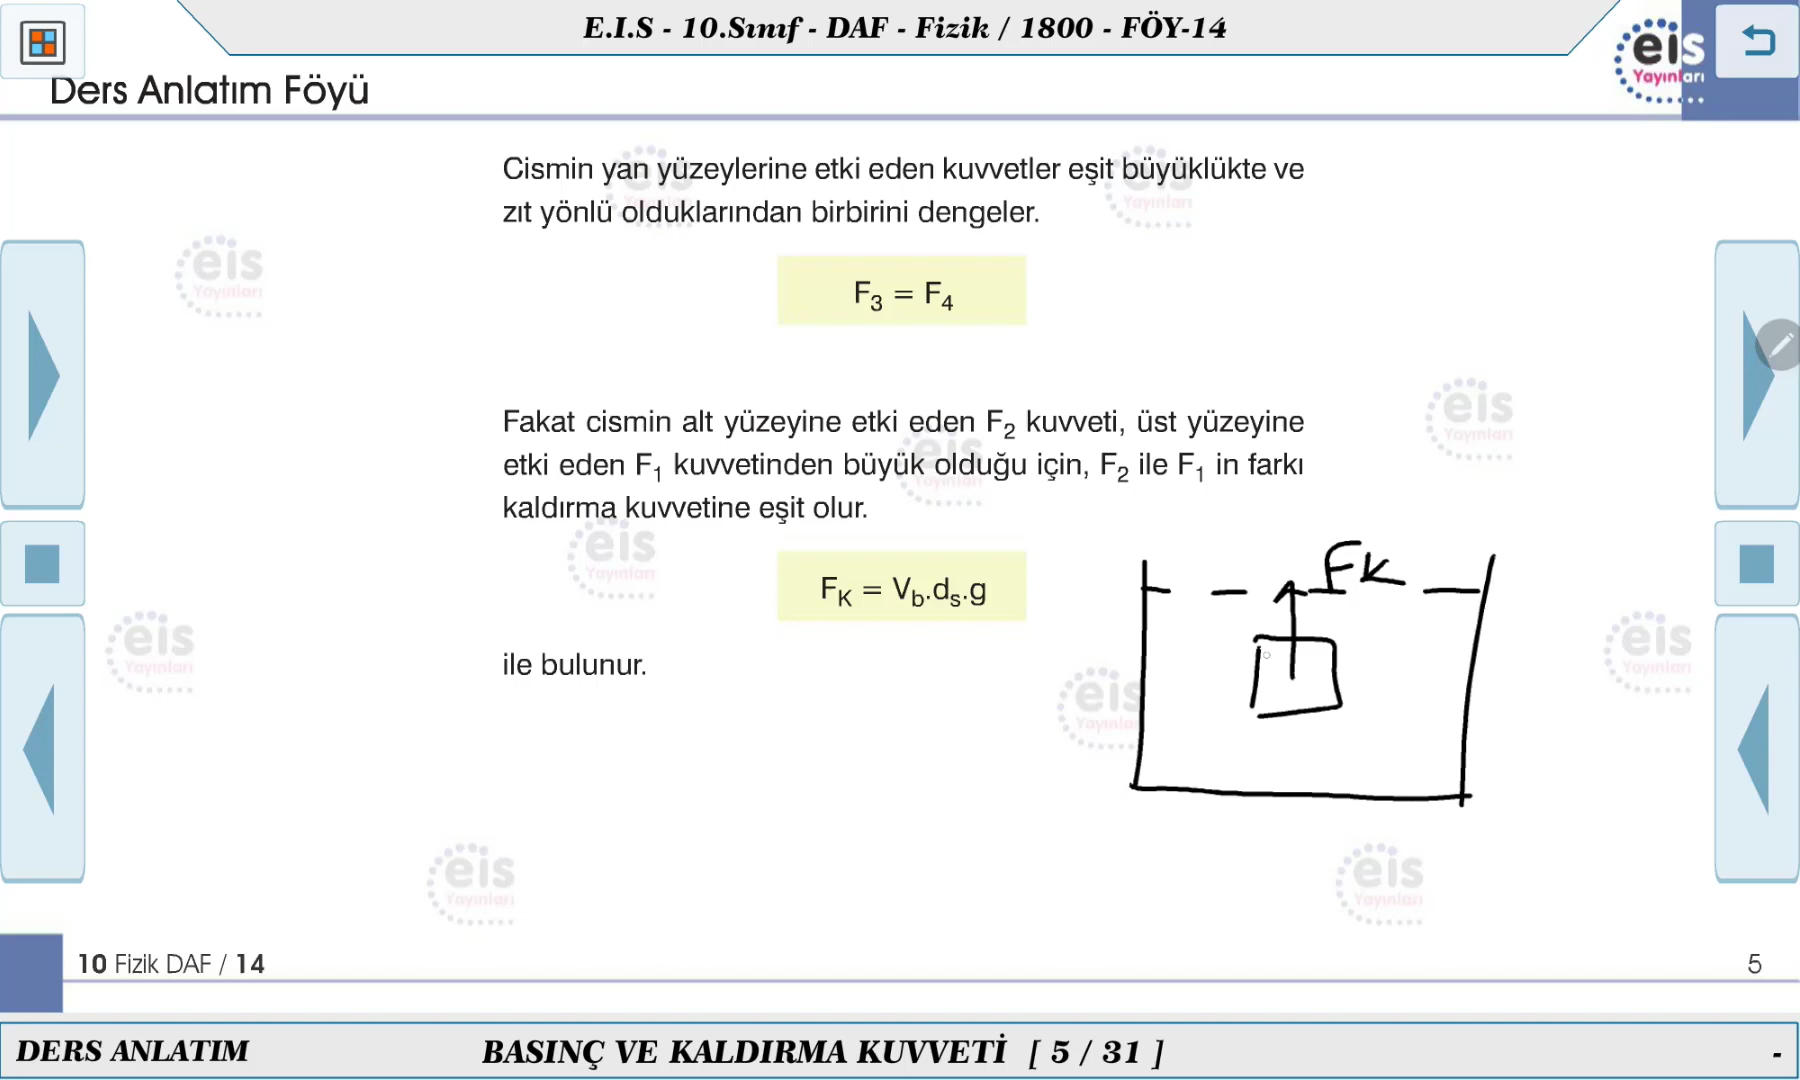 E.I.S - 10.Sınıf - DAF - Fizik / 1800 - FÖY-14
eis
Yayınları
Ders Anlatım Föyü
Cismin yan yüzeylerine etki eden kuvvetler eşit büyüklükte ve
zıt yönlü olduklarından birbirini dengeler.
F₃ = F₄
Fakat cismin alt yüzeyine etki eden F₂ kuvveti, üst yüzeyine
etki eden F₁ kuvvetinden büyük olduğu için, F₂ ile F₁ in farkı
kaldırma kuvvetine eşit olur.
F_K = V_b.d_s.g
FK
ile bulunur.
10 Fizik DAF / 14
5
DERS ANLATIM
BASINÇ VE KALDIRMA KUVVETİ [ 5 / 31 ]
-